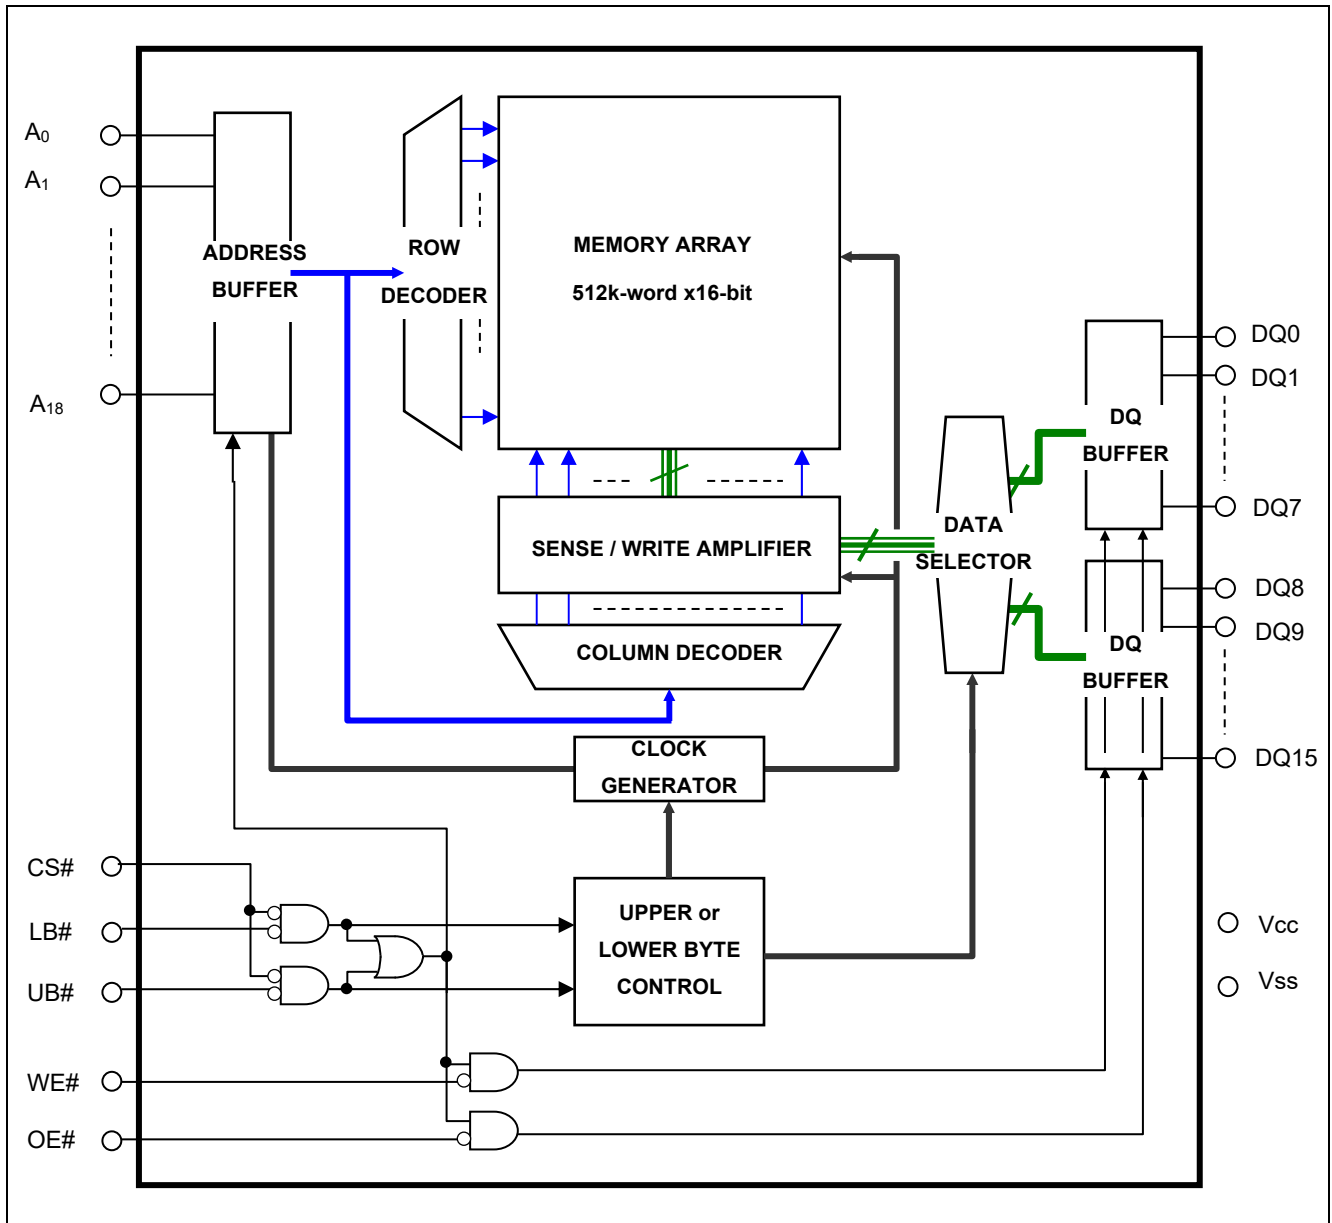 A0
A1
A18
ADDRESS
BUFFER
ROW
DECODER
MEMORY ARRAY
512k-word x16-bit
SENSE / WRITE AMPLIFIER
COLUMN DECODER
CLOCK
GENERATOR
DATA
SELECTOR
DQ
BUFFER
DQ
BUFFER
DQ0
DQ1
DQ7
DQ8
DQ9
DQ15
CS#
LB#
UB#
WE#
OE#
UPPER or
LOWER BYTE
CONTROL
Vcc
Vss